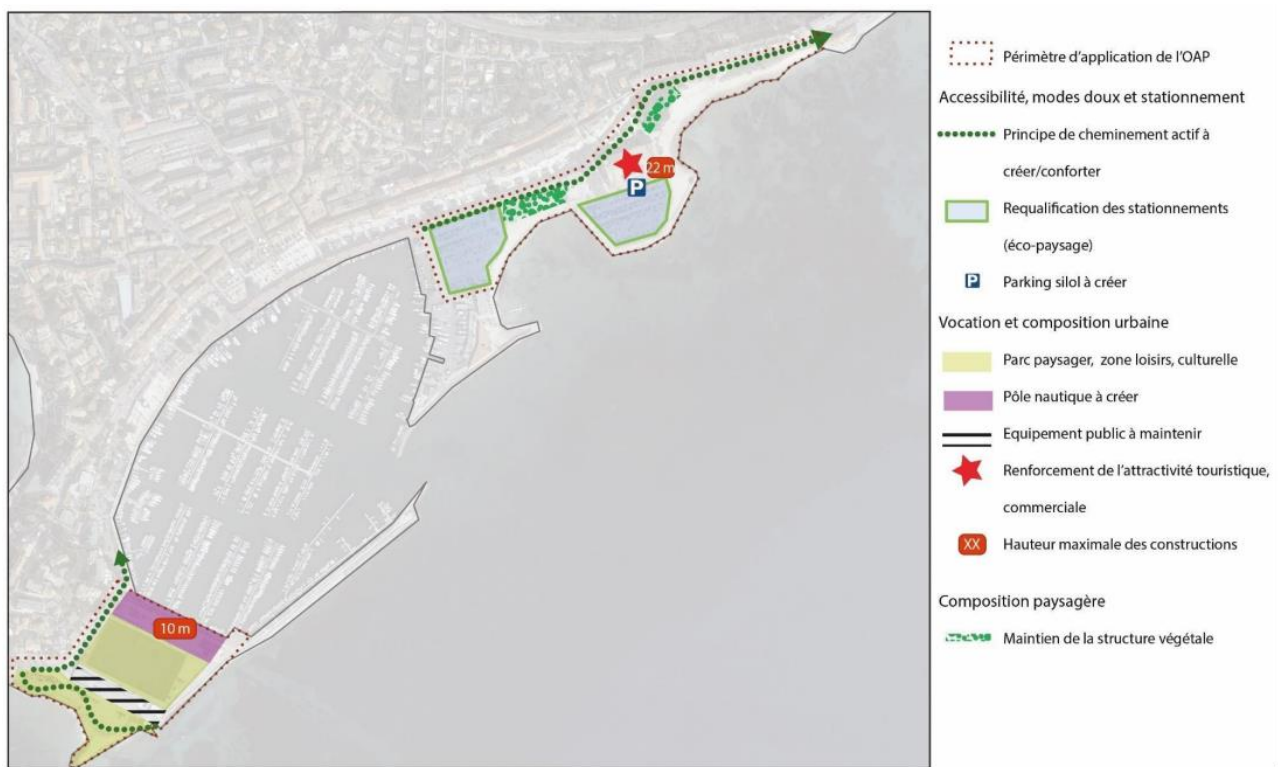 Périmètre d'application de l'OAP
Accessibilité, modes doux et stationnement
Principe de cheminement actif à
créer/conforter
Requalification des stationnements
(éco-paysage)
P
Parking silol à créer
Vocation et composition urbaine
Parc paysager, zone loisirs, culturelle
Pôle nautique à créer
Equipement public à maintenir
Renforcement de l'attractivité touristique,
commerciale
XX
Hauteur maximale des constructions
Composition paysagère
Maintien de la structure végétale
22 m
P
10 m